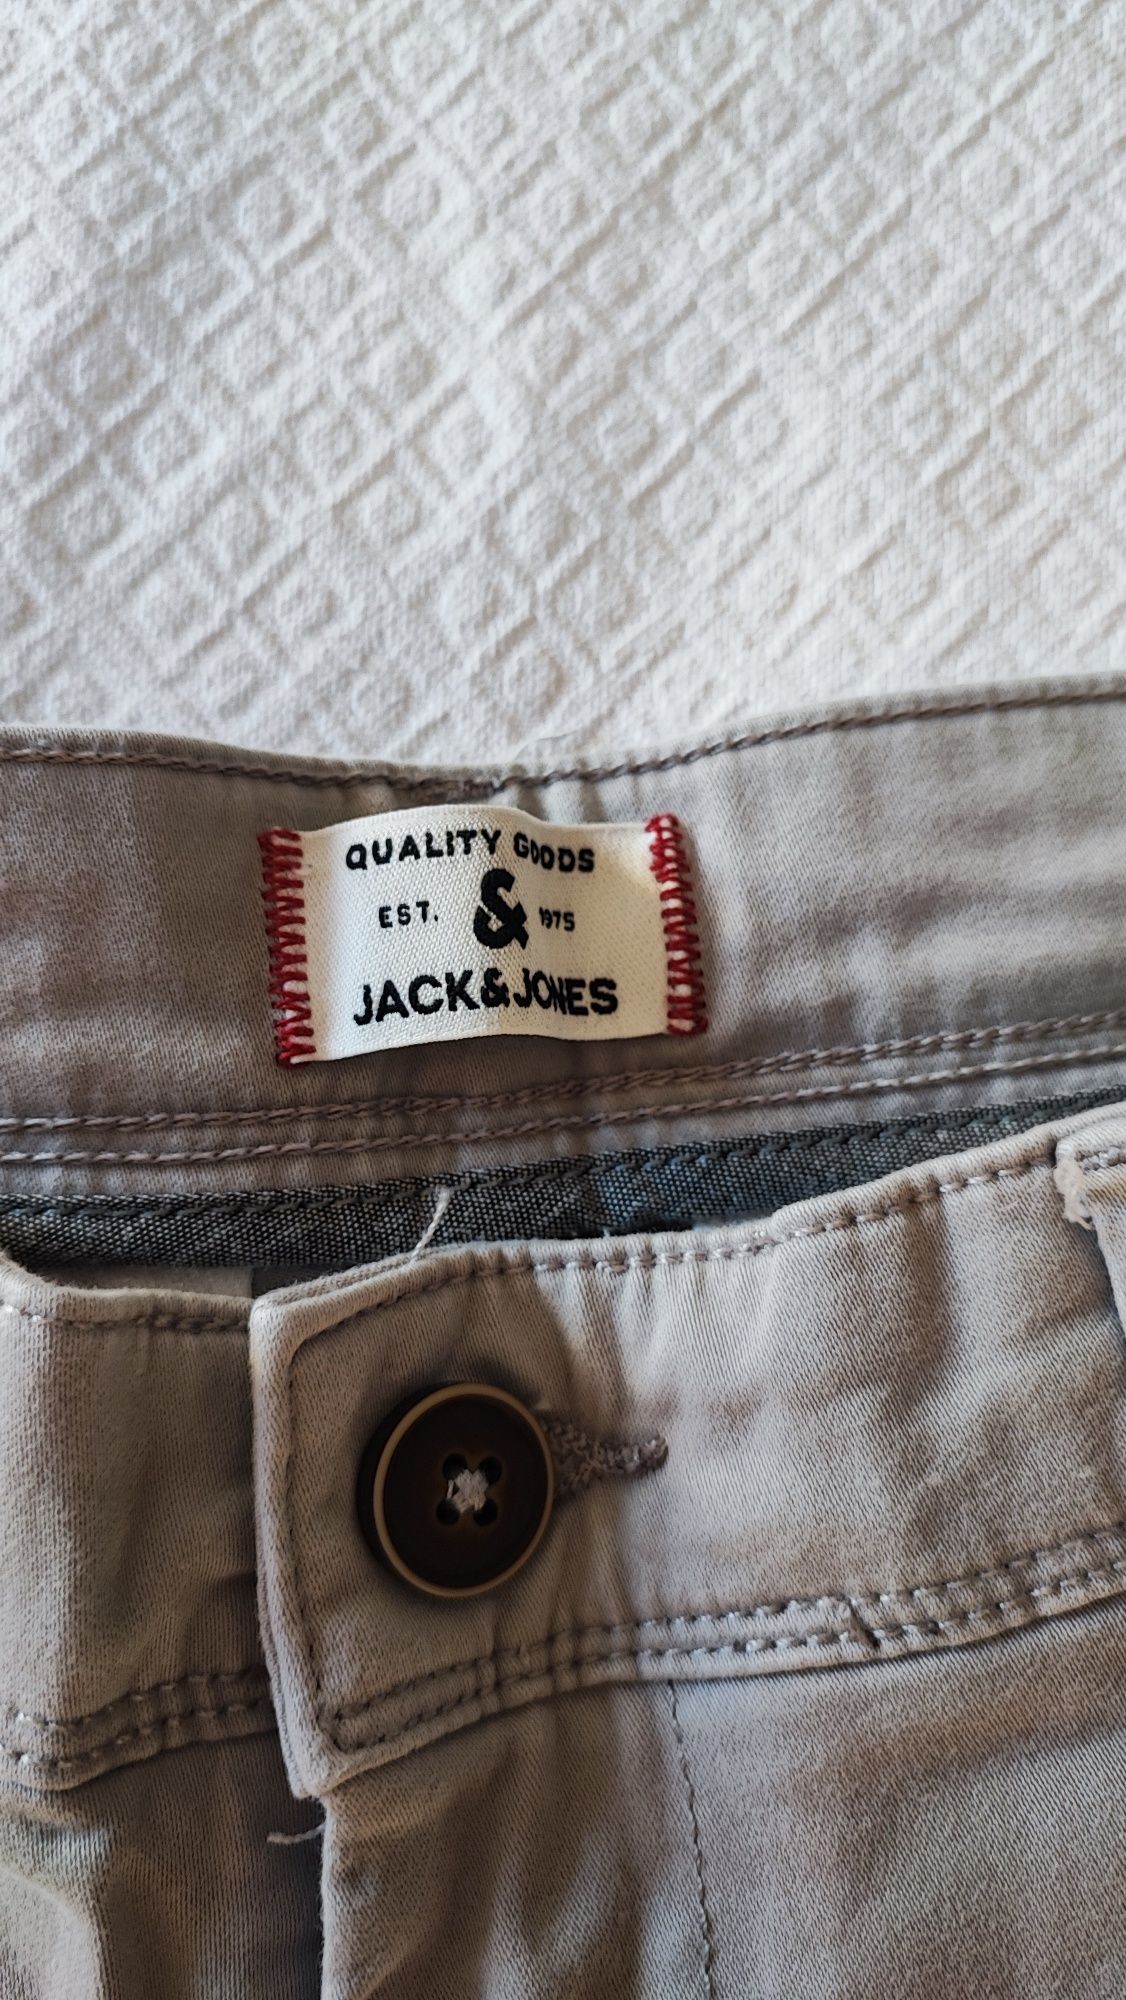 QUALITY GOODS
EST. & 1975
JACK&JONES